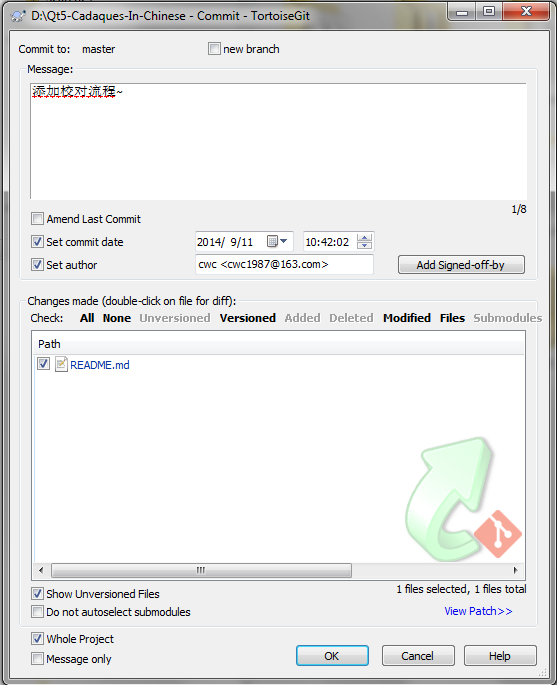 D:\Qt5-Cadaques-In-Chinese - Commit - TortoiseGit
Commit to: master new branch
Message:
添加校对流程~
1/8
Amend Last Commit
Set commit date 2014/ 9/11 10:42:02
Set author cwc <cwc1987@163.com> Add Signed-off-by
Changes made (double-click on file for diff):
Check: All None Unversioned Versioned Added Deleted Modified Files Submodules
Path
README.md
Show Unversioned Files 1 files selected, 1 files total
Do not autoselect submodules View Patch>>
Whole Project
Message only OK Cancel Help